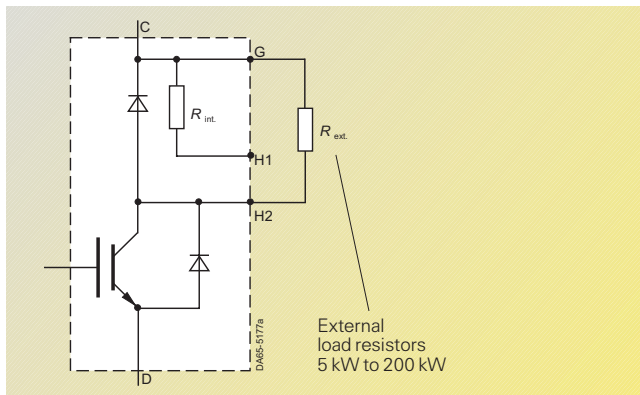 C
G
R int.
R ext.
H1
H2
DA65-5177a
External
load resistors
5 kW to 200 kW
D